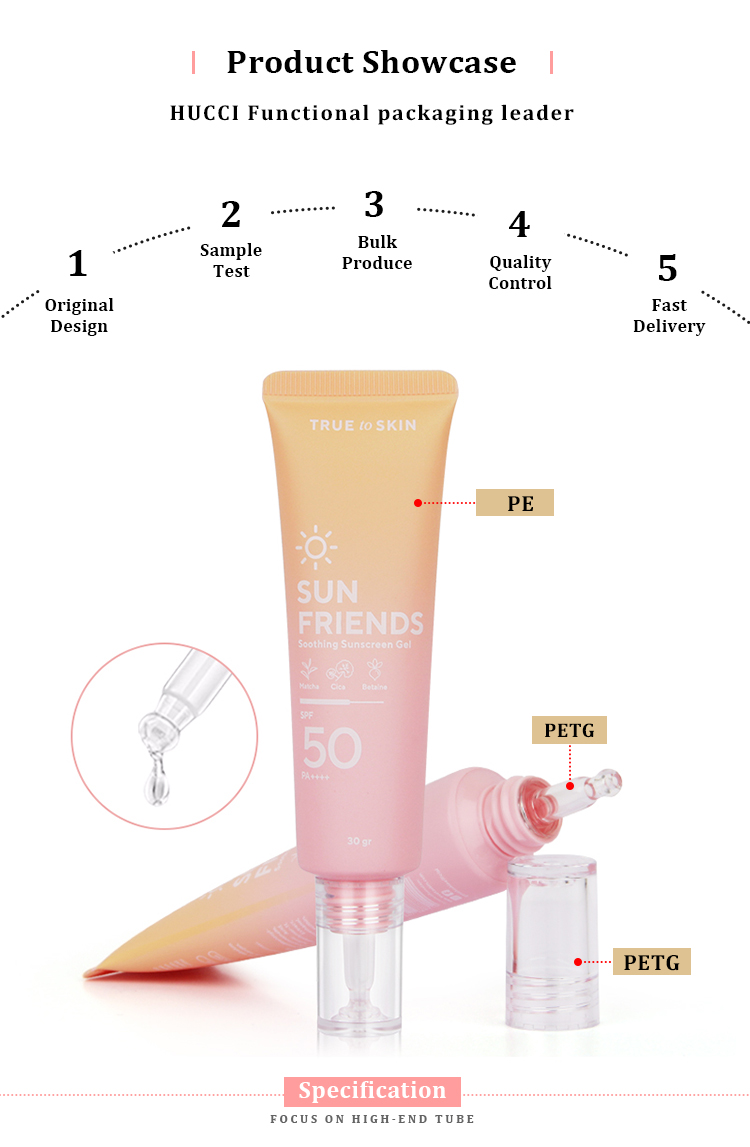 Product Showcase
HUCCI Functional packaging leader
1
Original
Design
2
Sample
Test
3
Bulk
Produce
4
Quality
Control
5
Fast
Delivery
TRUE to SKIN
PE
SUN
FRIENDS
Soothing Sunscreen Gel
Matcha Cica Betaine
SPF
50
PA++++
30 gr
PETG
PETG
Specification
FOCUS ON HIGH-END TUBE